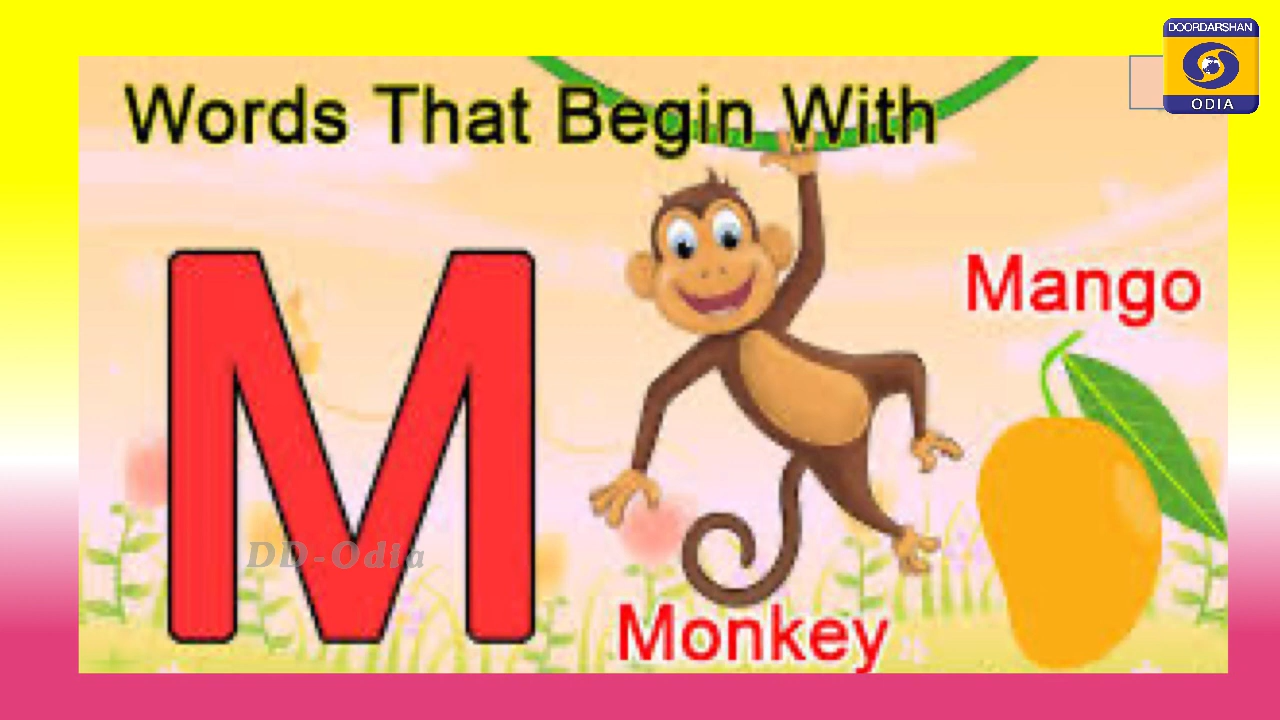 DOORDARSHAN
ODIA
Words That Begin With
M
Mango
DD-Odia
Monkey